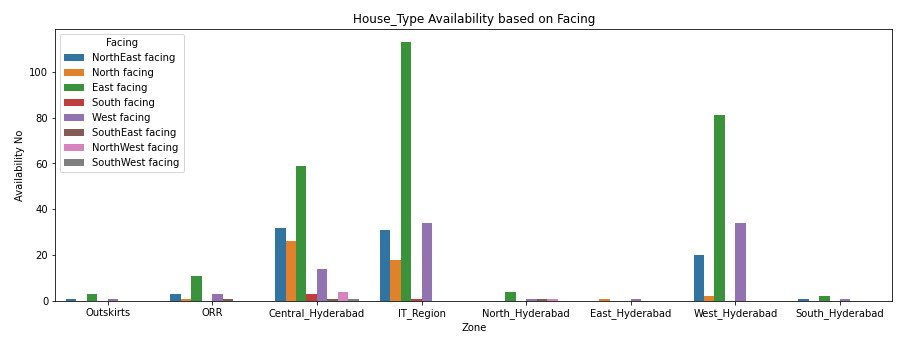 House_Type Availability based on Facing
Facing
NorthEast facing
North facing
East facing
South facing
West facing
SouthEast facing
NorthWest facing
SouthWest facing
Availability No
100
80
60
40
20
0
Outskirts
ORR
Central_Hyderabad
IT_Region
North_Hyderabad
East_Hyderabad
West_Hyderabad
South_Hyderabad
Zone